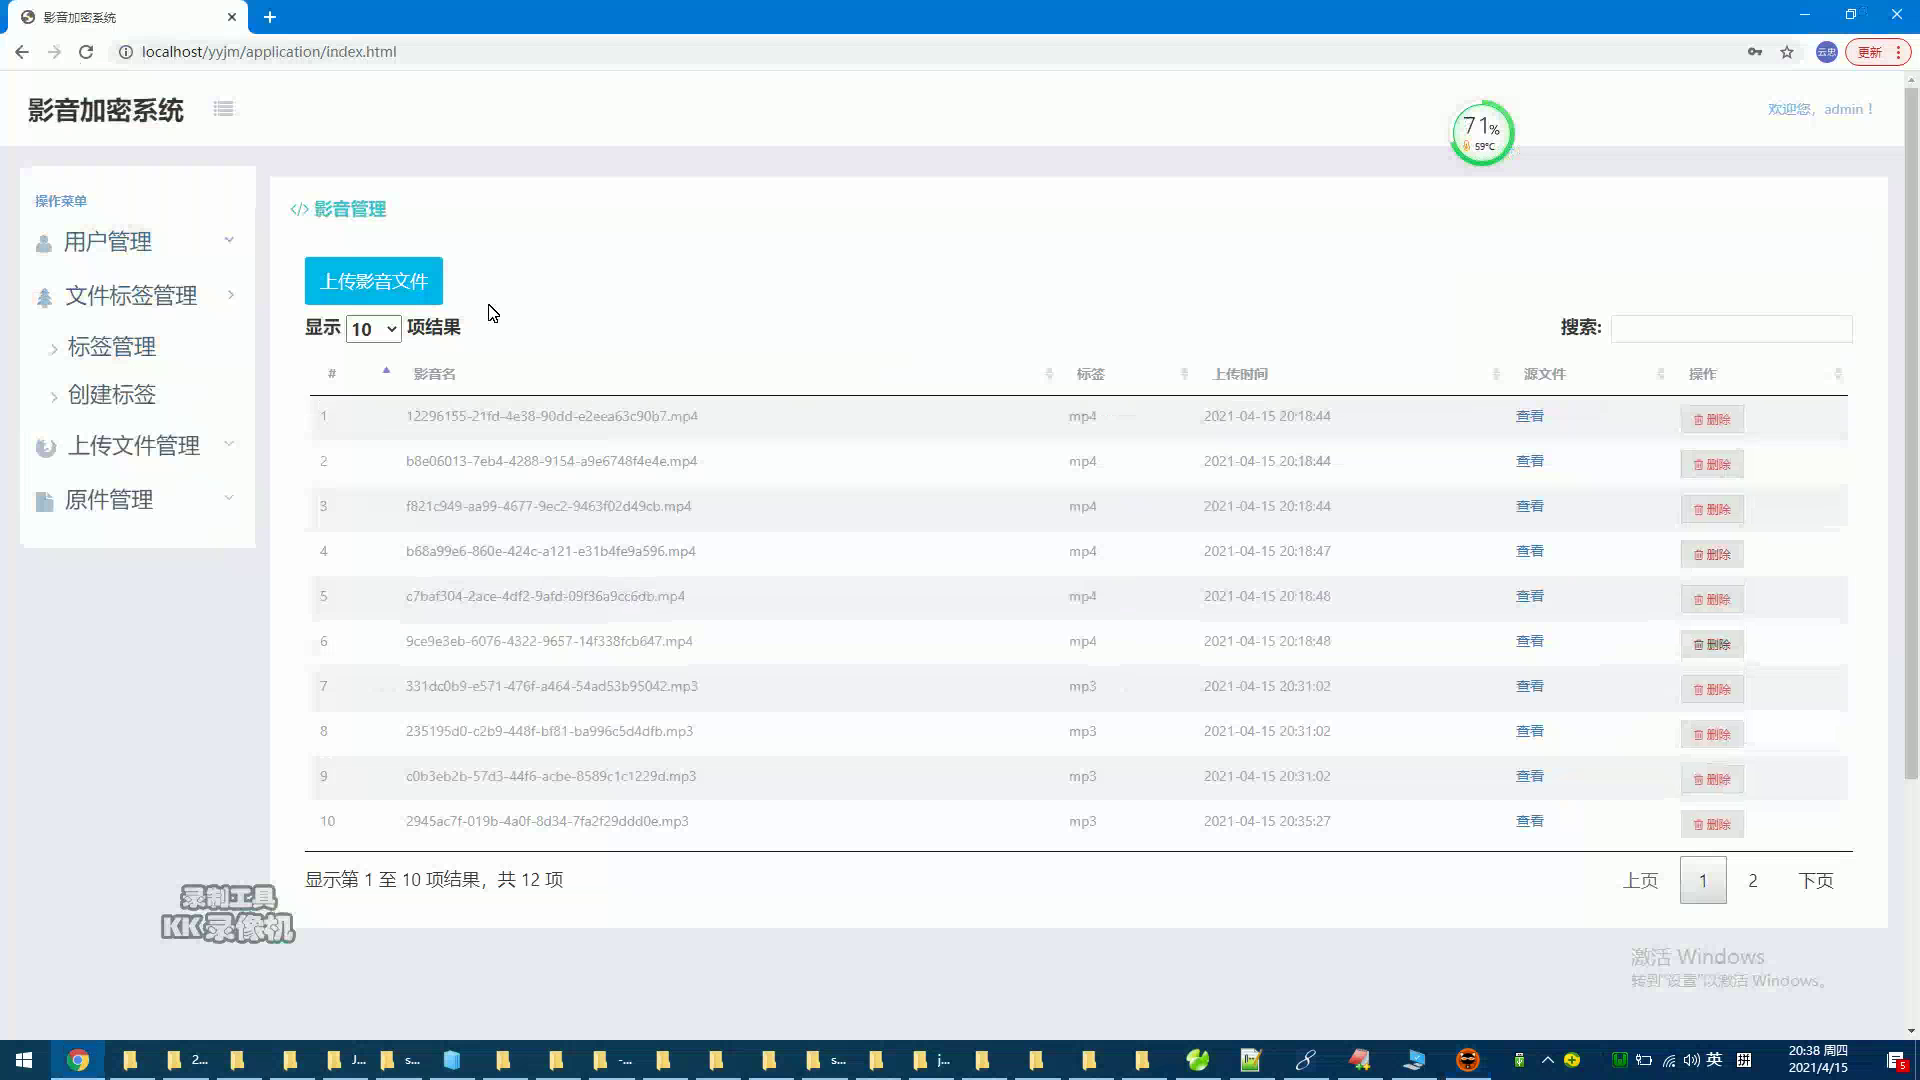 影音加密系统
localhost/yyjm/application/index.html
云忠
更新
影音加密系统
71%
59°C
欢迎您，admin！
操作菜单
用户管理
文件标签管理
标签管理
创建标签
上传文件管理
原件管理
</> 影音管理
上传影音文件
显示 10 项结果
搜索:
# 影音名 标签 上传时间 源文件 操作
1 12296155-21fd-4e38-90dd-e2eea63c90b7.mp4 mp4 2021-04-15 20:18:44 查看 删除
2 b8e06013-7eb4-4288-9154-a9e6748f4e4e.mp4 mp4 2021-04-15 20:18:44 查看 删除
3 f821c949-aa99-4677-9ec2-9463f02d49cb.mp4 mp4 2021-04-15 20:18:44 查看 删除
4 b68a99e6-860e-424c-a121-e31b4fe9a596.mp4 mp4 2021-04-15 20:18:47 查看 删除
5 c7baf304-2ace-4df2-9afd-09f36a9cc6db.mp4 mp4 2021-04-15 20:18:48 查看 删除
6 9ce9e3eb-6076-4322-9657-14f338fcb647.mp4 mp4 2021-04-15 20:18:48 查看 删除
7 331dc0b9-e571-476f-a464-54ad53b95042.mp3 mp3 2021-04-15 20:31:02 查看 删除
8 235195d0-c2b9-448f-bf81-ba996c5d4dfb.mp3 mp3 2021-04-15 20:31:02 查看 删除
9 c0b3eb2b-57d3-44f6-acbe-8589c1c1229d.mp3 mp3 2021-04-15 20:31:02 查看 删除
10 2945ac7f-019b-4a0f-8d34-7fa2f29ddd0e.mp3 mp3 2021-04-15 20:35:27 查看 删除
显示第 1 至 10 项结果，共 12 项
上页 1 2 下页
录制工具
KK录像机
激活 Windows
转到"设置"以激活 Windows。
2... J... s... -... s... j... 英 拼
20:38 周四
2021/4/15
5